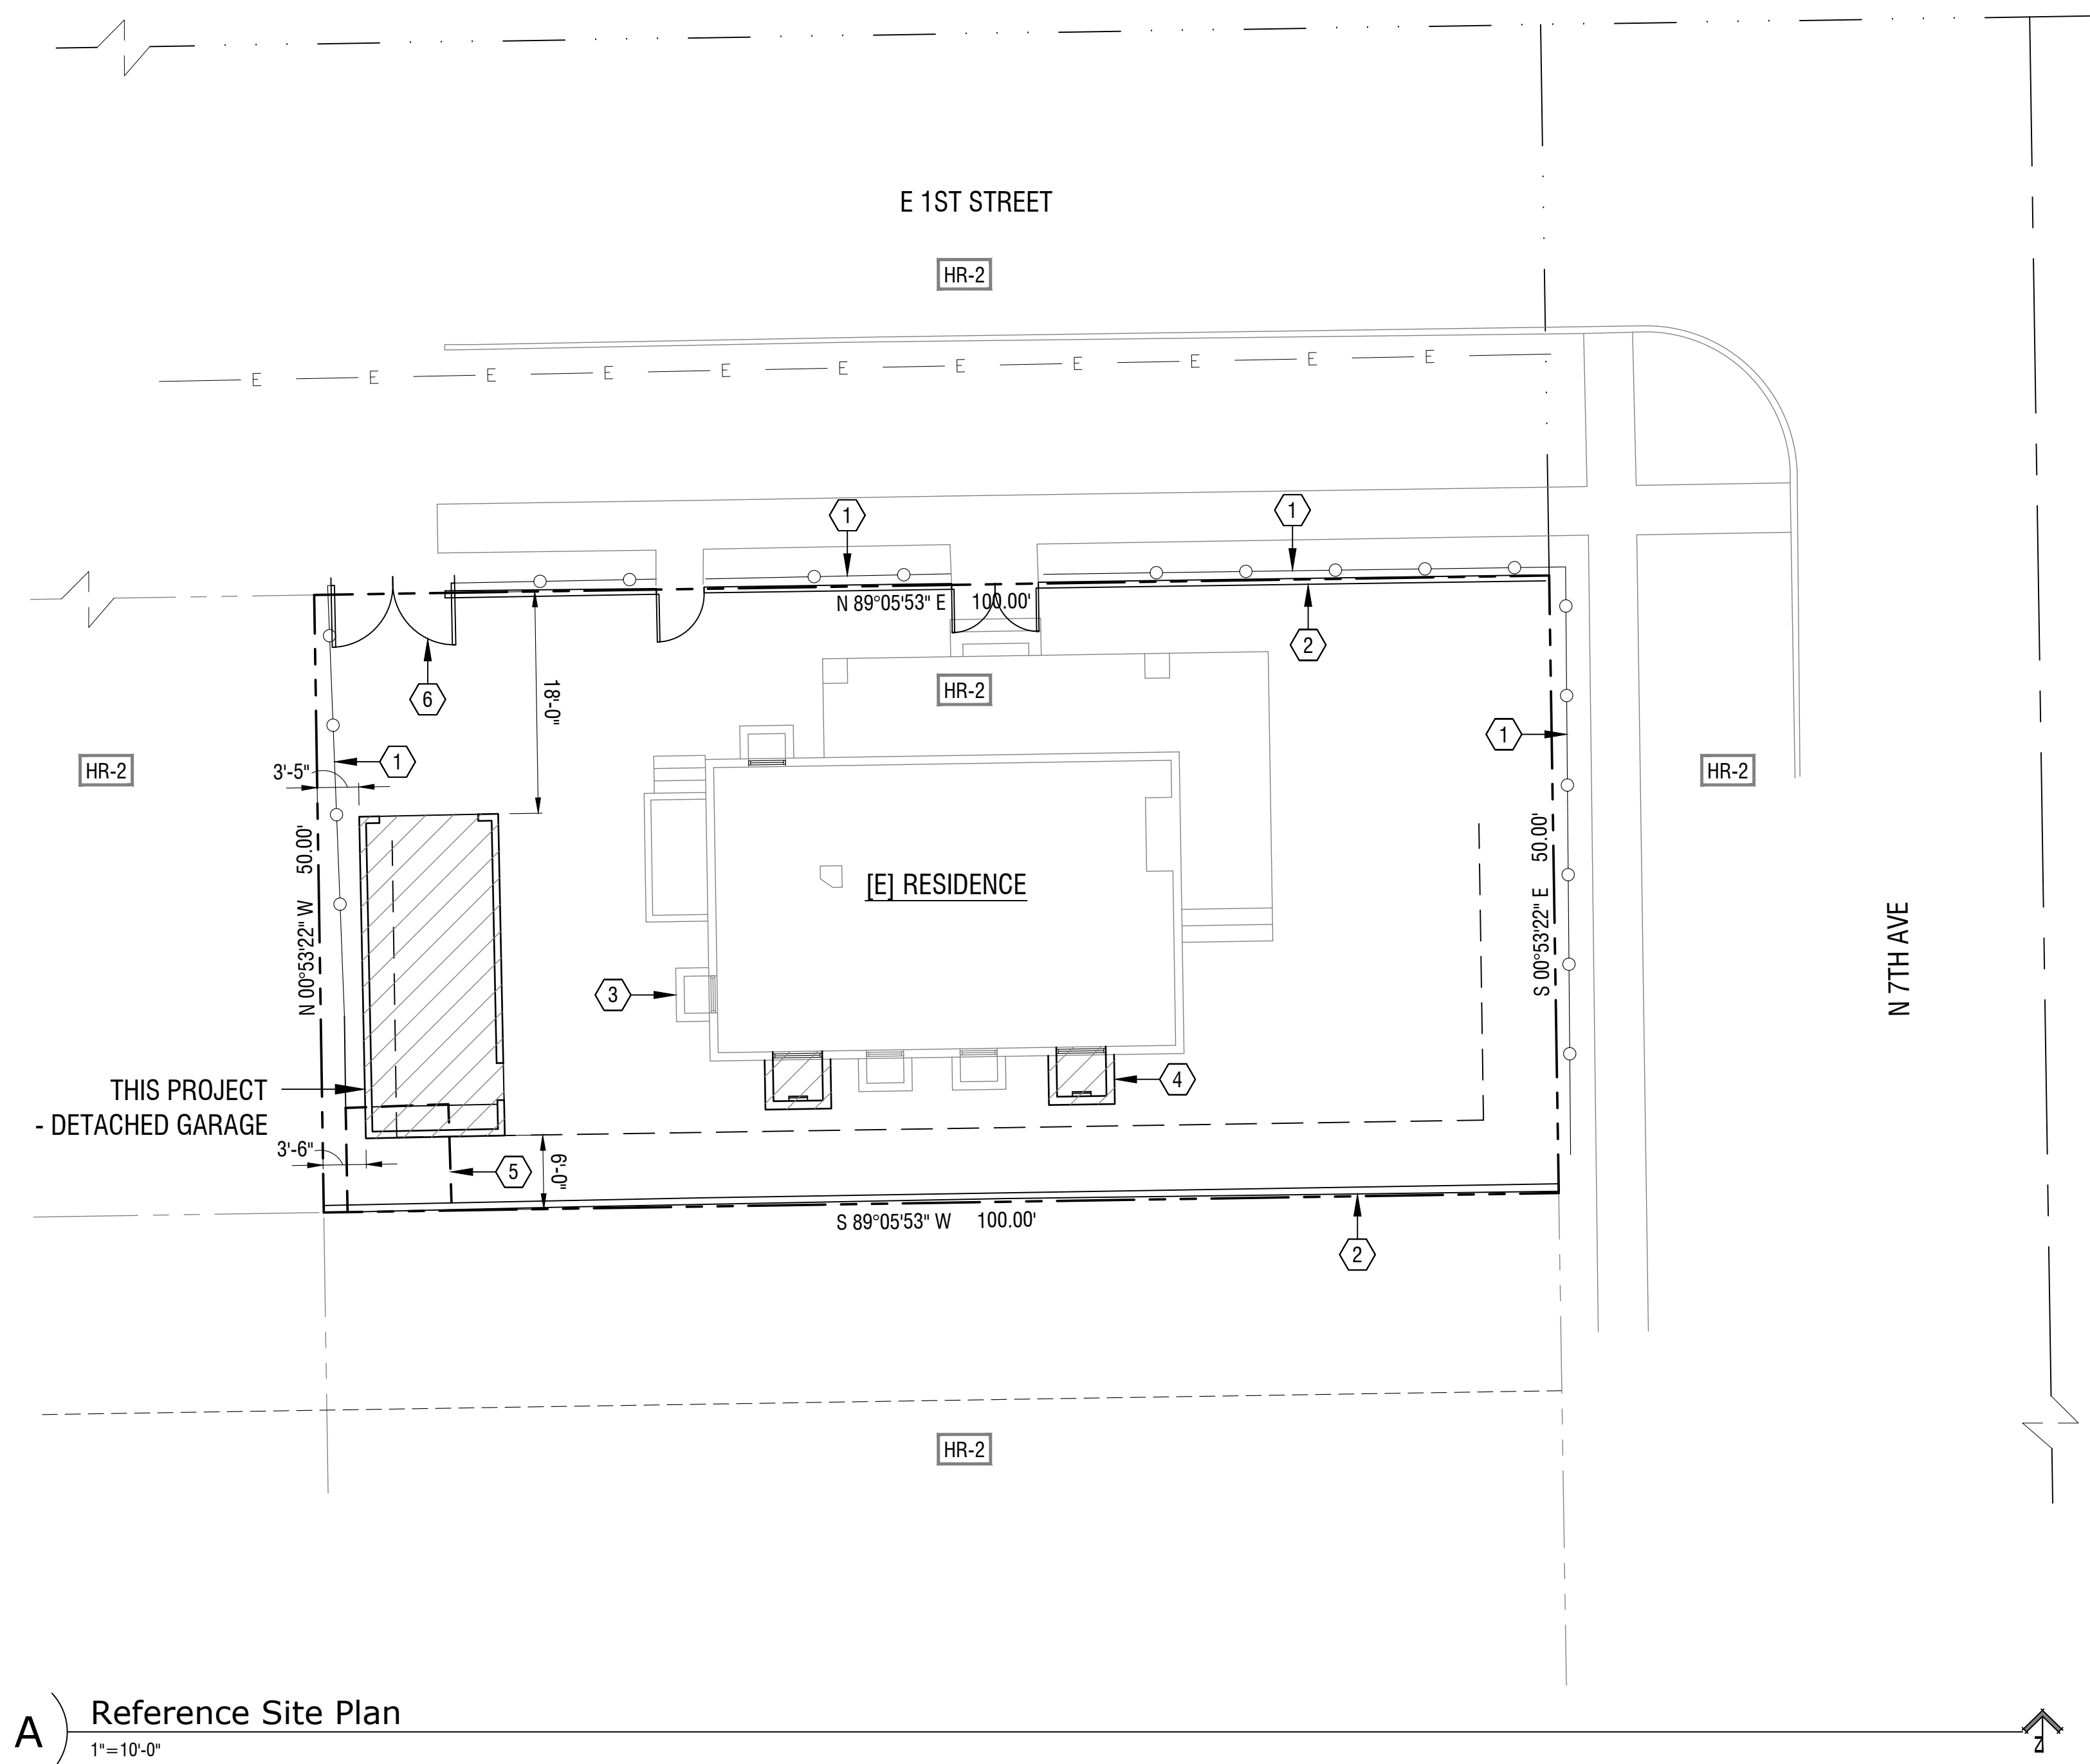 E 1ST STREET
HR-2
E E E E E E E E E E E
1
1
N 89°05'53" E 100.00'
2
6
18'-0"
HR-2
1
1
HR-2
3'-5"
HR-2
N 00°53'22" W 50.00'
[E] RESIDENCE
S 00°53'22" E 50.00'
N 7TH AVE
3
4
THIS PROJECT
- DETACHED GARAGE
3'-6"
5
6'-0"
S 89°05'53" W 100.00'
2
HR-2
A
Reference Site Plan
1"=10'-0"
N